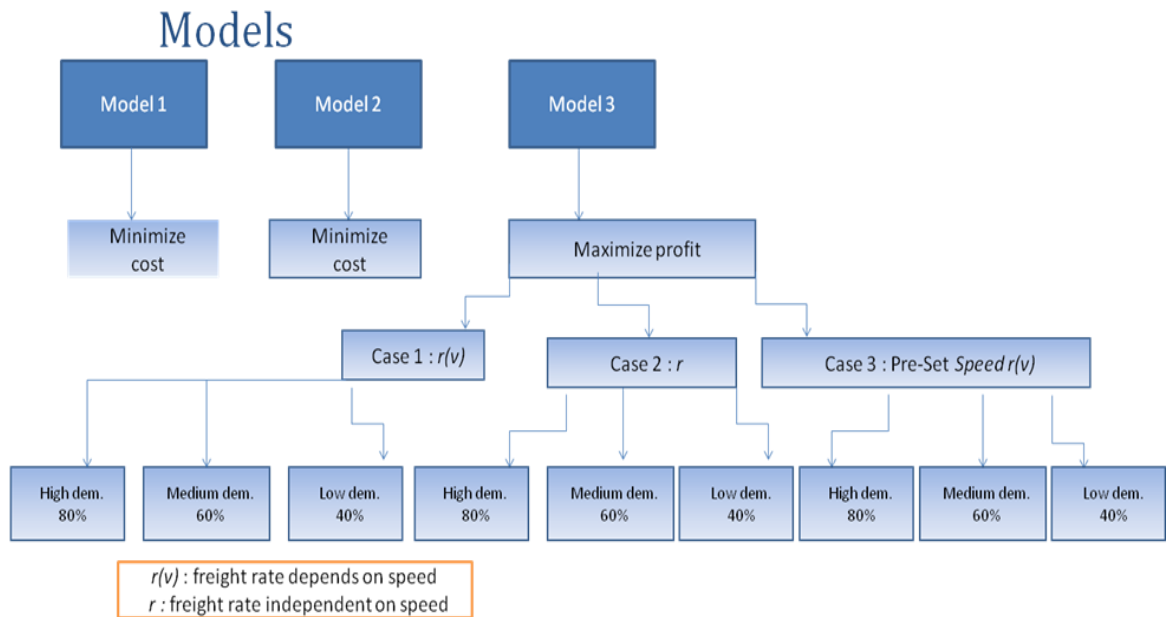 Models
Model 1
Model 2
Model 3
Minimize
cost
Minimize
cost
Maximize profit
Case 1 : r(v)
Case 2 : r
Case 3 : Pre-Set Speed r(v)
High dem.
80%
Medium dem.
60%
Low dem.
40%
High dem.
80%
Medium dem.
60%
Low dem.
40%
High dem.
80%
Medium dem.
60%
Low dem.
40%
r(v) : freight rate depends on speed
r : freight rate independent on speed